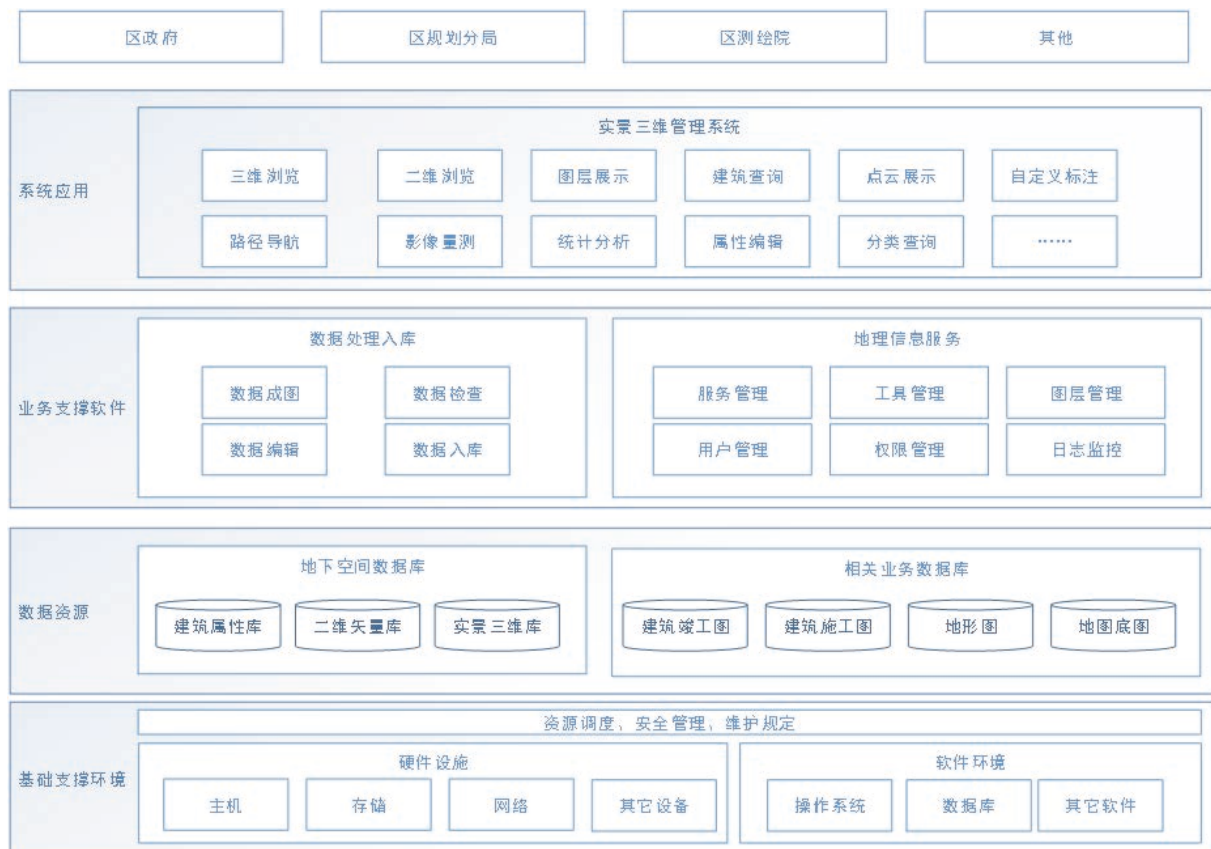 区政府 区规划分局 区测绘院 其他
实景三维管理系统
三维浏览 二维浏览 图层展示 建筑查询 点云展示 自定义标注
系统应用
路径导航 影像量测 统计分析 属性编辑 分类查询 ……
数据处理入库 地理信息服务
数据成图 数据检查 服务管理 工具管理 图层管理
业务支撑软件
数据编辑 数据入库 用户管理 权限管理 日志监控
地下空间数据库 相关业务数据库
数据资源
建筑属性库 二维矢量库 实景三维库 建筑竣工图 建筑施工图 地形图 地图底图
资源调度、安全管理、维护规定
硬件设施 软件环境
基础支撑环境
主机 存储 网络 其它设备 操作系统 数据库 其它软件